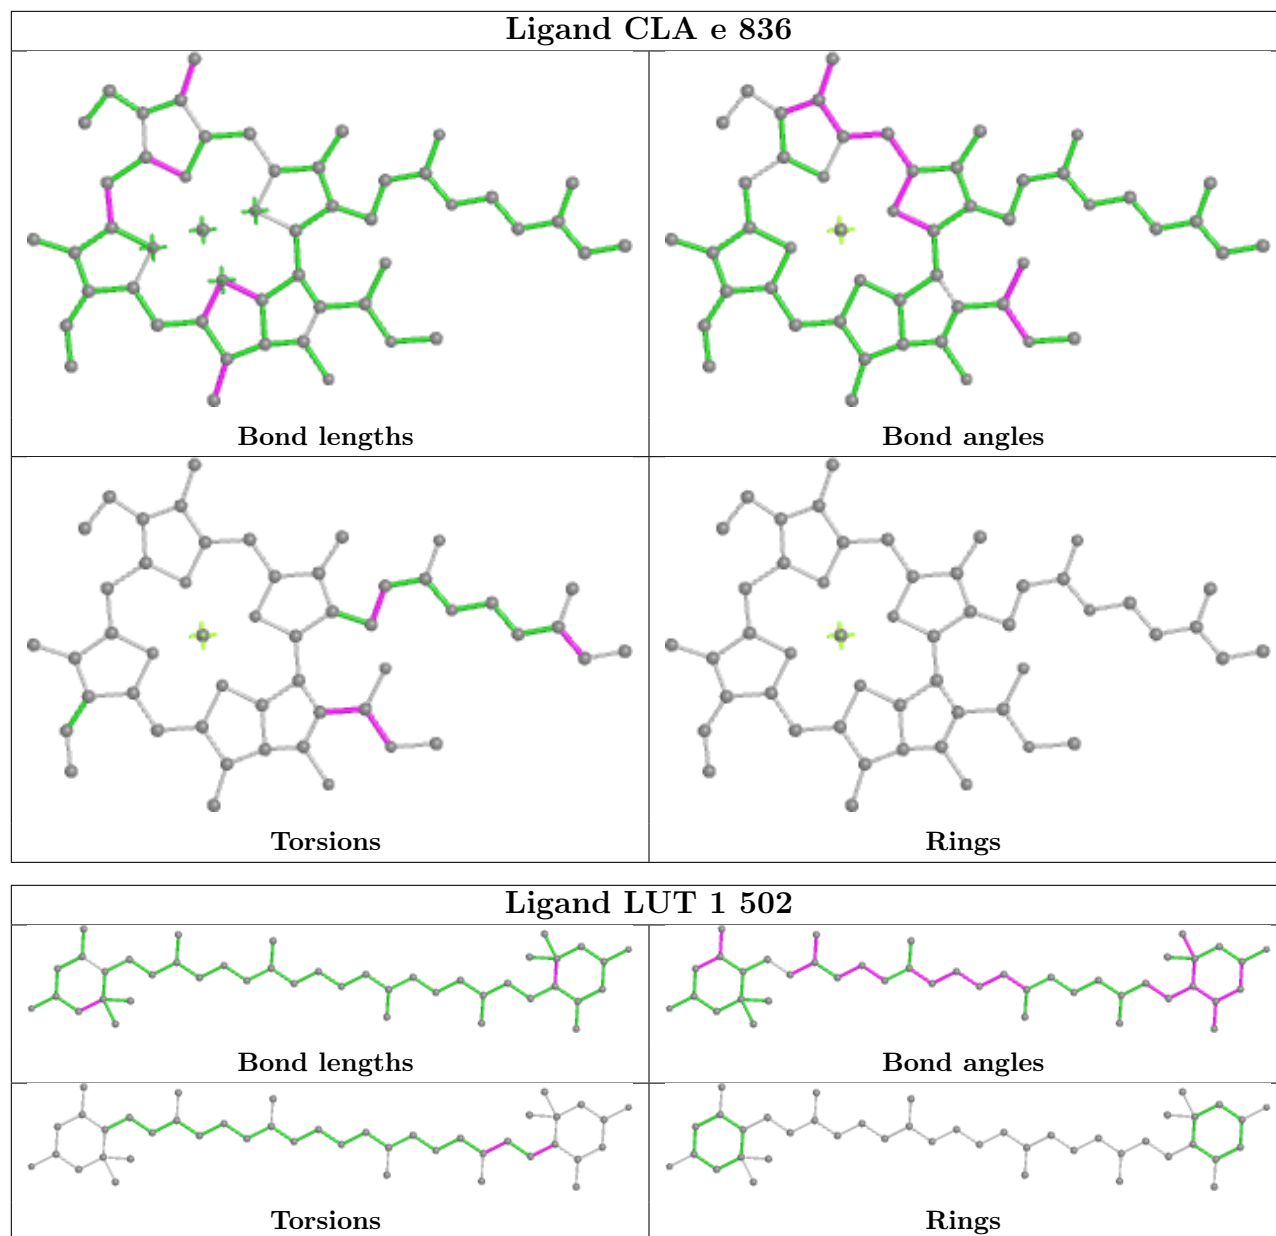 Ligand CLA e 836
Bond lengths
Bond angles
Torsions
Rings
Ligand LUT 1 502
Bond lengths
Bond angles
Torsions
Rings